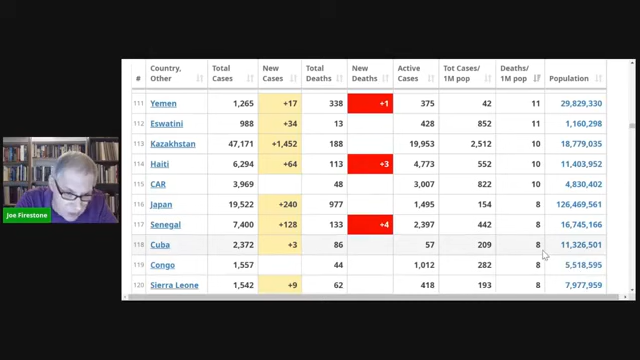 # Country, Other Total Cases New Cases Total Deaths New Deaths Active Cases Tot Cases/ 1M pop Deaths/ 1M pop Population
111 Yemen 1,265 +17 338 +1 375 42 11 29,829,330
112 Eswatini 988 +34 13 428 852 11 1,160,298
113 Kazakhstan 47,171 +1,452 188 19,953 2,512 10 18,779,035
114 Haiti 6,294 +64 113 +3 4,773 552 10 11,403,952
115 CAR 3,969 48 3,007 822 10 4,830,402
116 Japan 19,522 +240 977 1,495 154 8 126,469,561
117 Senegal 7,400 +128 133 +4 2,397 442 8 16,745,166
118 Cuba 2,372 +3 86 57 209 8 11,326,501
119 Congo 1,557 44 1,012 282 8 5,518,595
120 Sierra Leone 1,542 +9 62 418 193 8 7,977,959
Joe Firestone